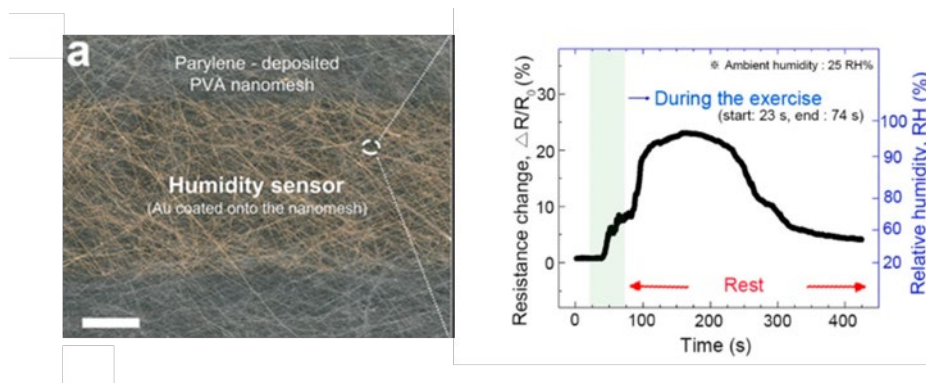 a
Parylene - deposited
PVA nanomesh
Humidity sensor
(Au coated onto the nanomesh)
※ Ambient humidity : 25 RH%
During the exercise
(start: 23 s, end : 74 s)
Rest
Resistance change, △R/R₀ (%)
30
20
10
0
Relative humidity, RH (%)
100
90
80
60
20
0
100
200
300
400
Time (s)